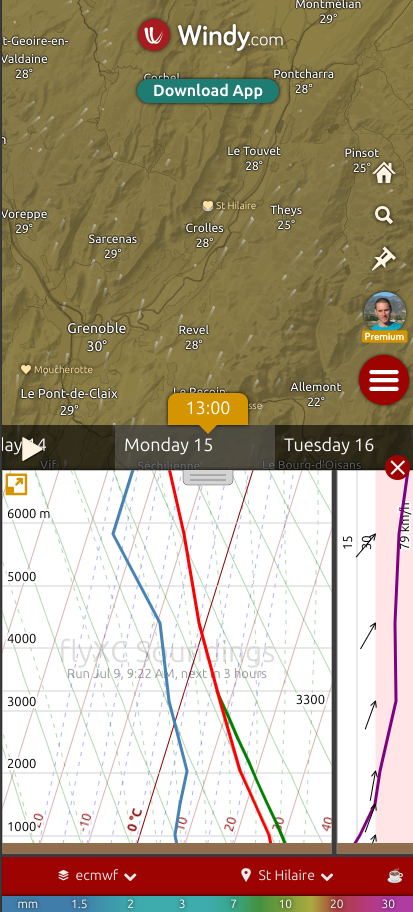 Montmélian
29°
t-Geoire-en-
Valdaine
28°
Windy.com
Corbel
Download App
Pontcharra
28°
Le Touvet
28°
Pinsot
25°
St Hilaire
Voreppe
29°
Theys
25°
Crolles
28°
Sarcenas
29°
Premium
Grenoble
30°
Revel
28°
Moucherotte
Le Pont-de-Claix
29°
Allemont
22°
13:00
lay 14
Monday 15
Tuesday 16
Vif
Séchilienne
Le Bourg-d'Oisans
6000 m
5000
4000
3000
2000
1000
flyXC Soundings
Run Jul 9, 9:22 AM, next in 3 hours
3300
-20
-10
0 °C
10
20
30
40
15
30
79 km/h
ecmwf
St Hilaire
mm 1.5 2 3 7 10 20 30